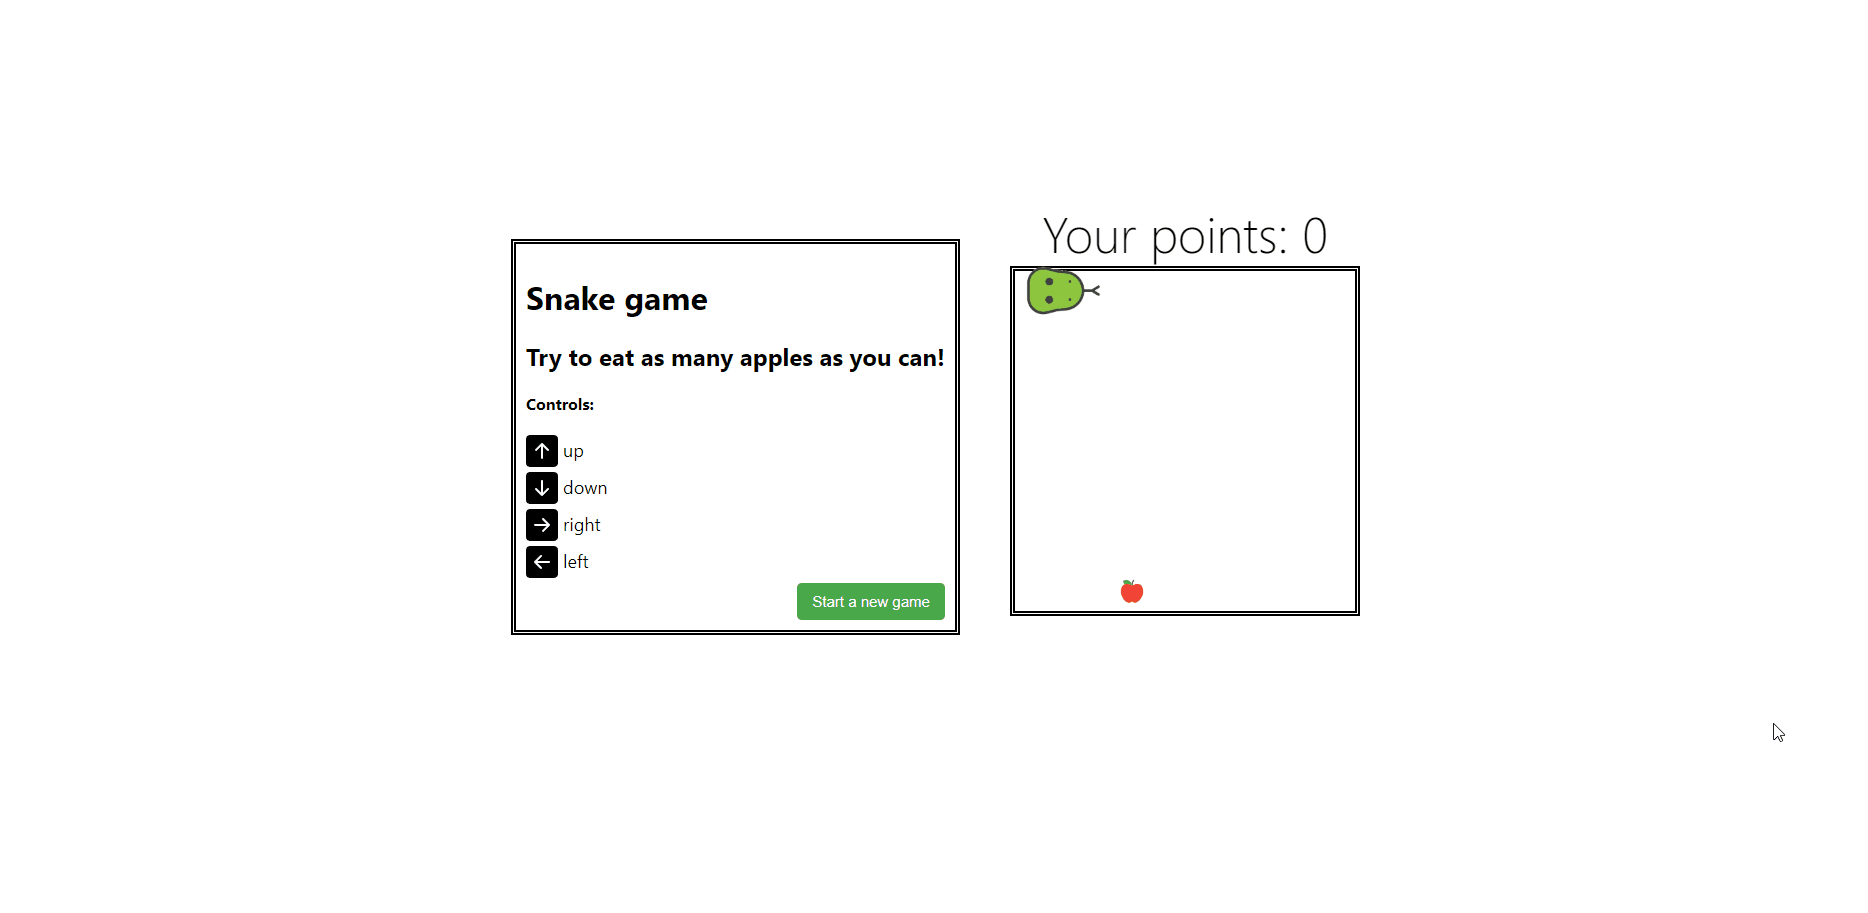 Snake game
Try to eat as many apples as you can!
Controls:
↑ up
↓ down
→ right
← left
Start a new game
Your points: 0